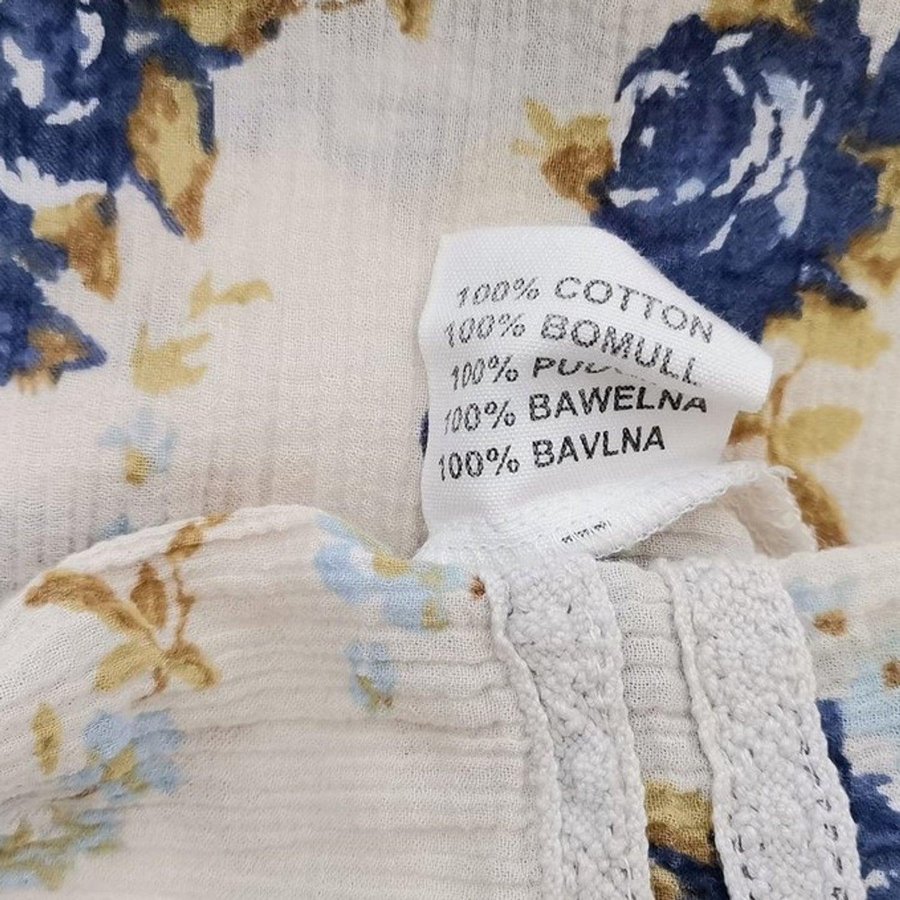 100% COTTON
100% BOMULL
100%
100% BAWELNA
100% BAVLNA